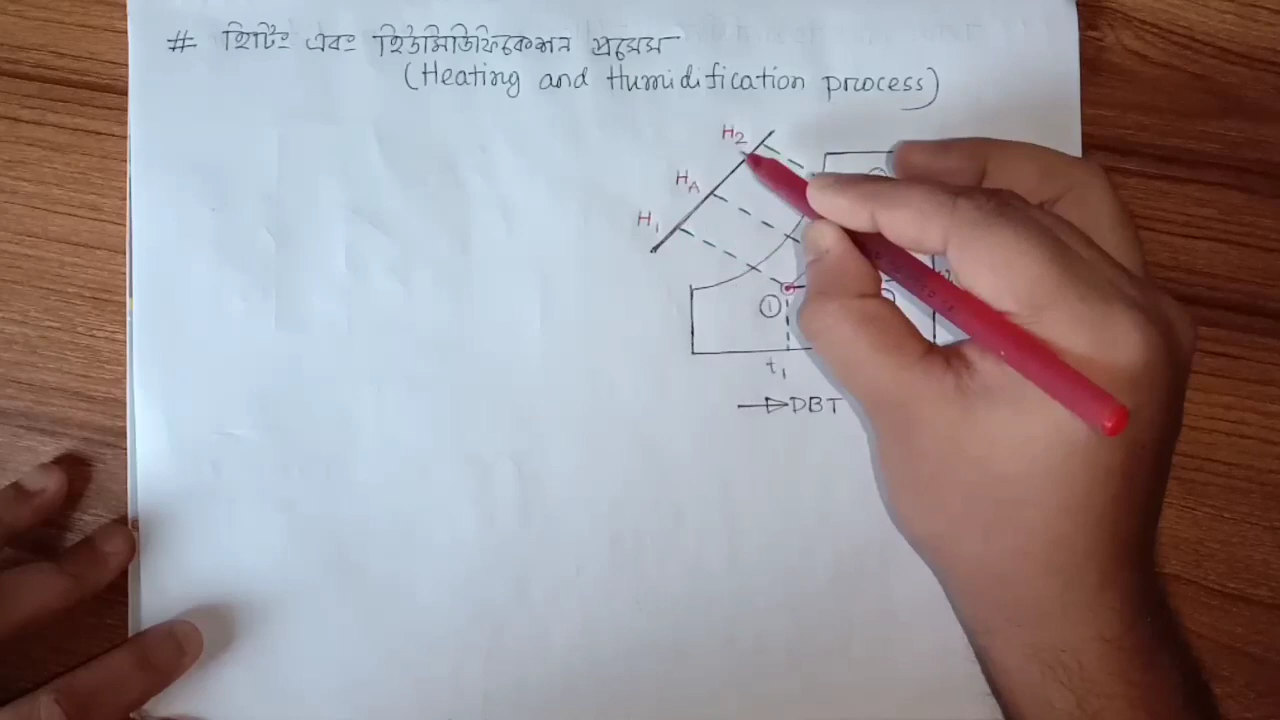 # হিটিং এবং হিউমিডিফিকেশন প্রসেস
(Heating and Humidification process)
H2
HA
H1
①
t1
→DBT